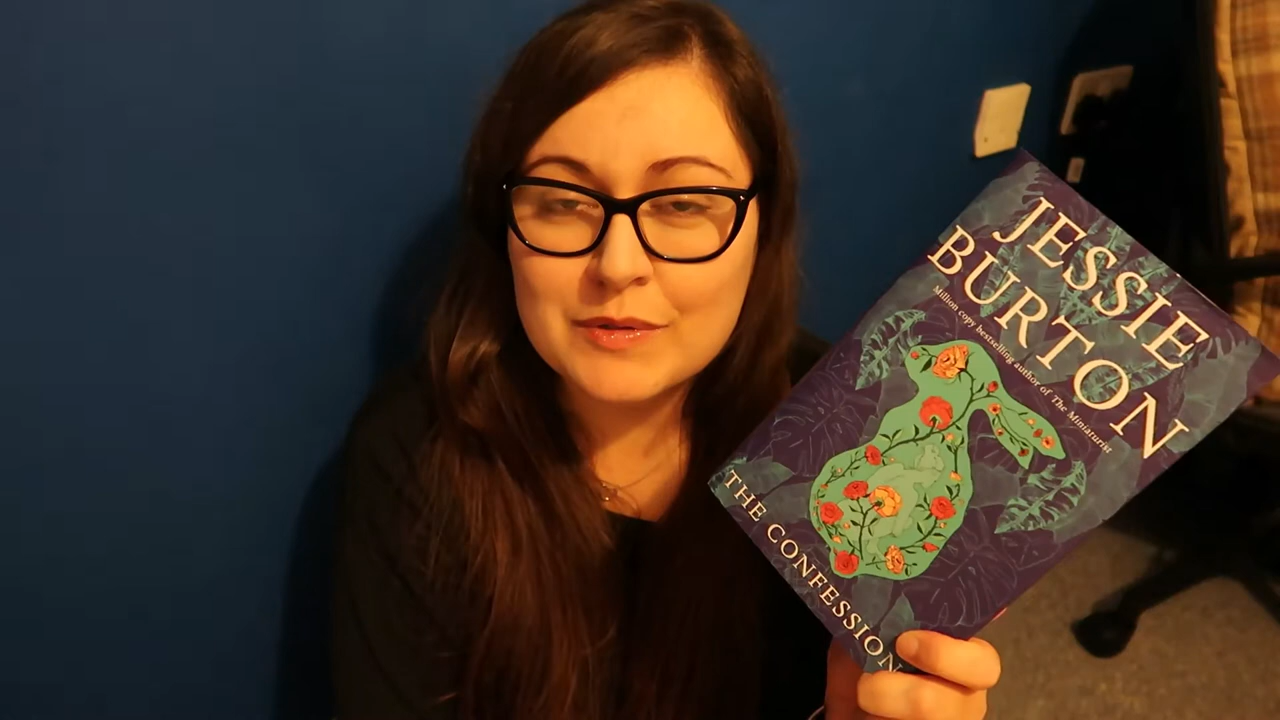 JESSIE
BURTON
Million copy bestselling author of The Miniaturist
THE CONFESSION